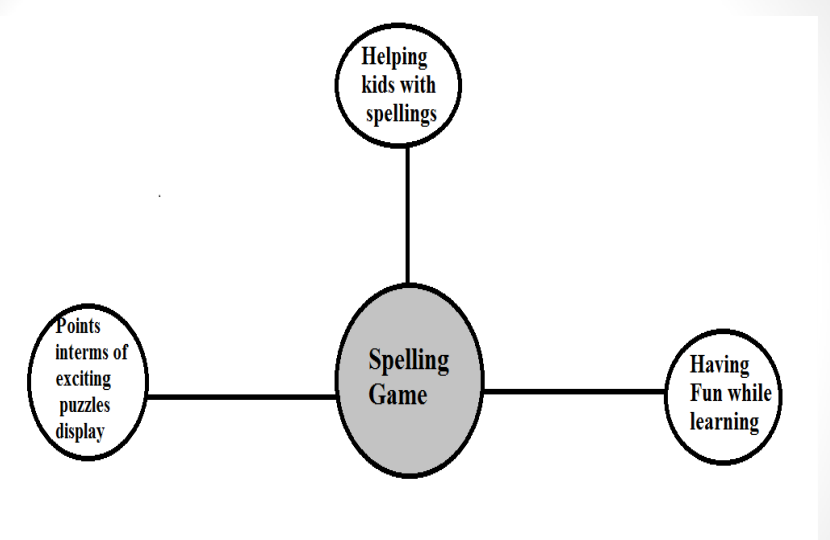 Helping
kids with
spellings
Points
interms of
exciting
puzzles
display
Spelling
Game
Having
Fun while
learning